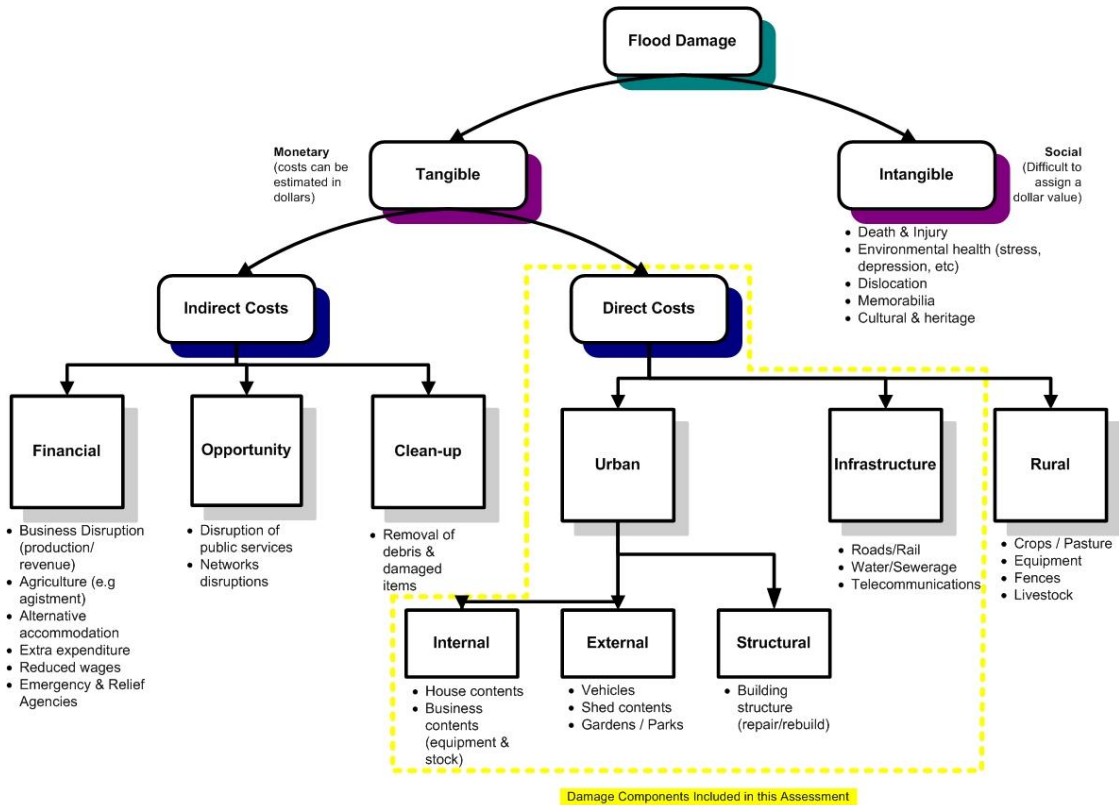 Flood Damage
Monetary
(costs can be
estimated in
dollars)
Tangible
Intangible
Social
(Difficult to
assign a
dollar value)
• Death & Injury
• Environmental health (stress,
depression, etc)
• Dislocation
• Memorabilia
• Cultural & heritage
Indirect Costs
Direct Costs
Financial
Opportunity
Clean-up
Urban
Infrastructure
Rural
• Business Disruption
(production/
revenue)
• Agriculture (e.g
agistment)
• Alternative
accommodation
• Extra expenditure
• Reduced wages
• Emergency & Relief
Agencies
• Disruption of
public services
• Networks
disruptions
• Removal of
debris &
damaged
items
• Roads/Rail
• Water/Sewerage
• Telecommunications
• Crops / Pasture
• Equipment
• Fences
• Livestock
Internal
External
Structural
• House contents
• Business
contents
(equipment &
stock)
• Vehicles
• Shed contents
• Gardens / Parks
• Building
structure
(repair/rebuild)
Damage Components Included in this Assessment